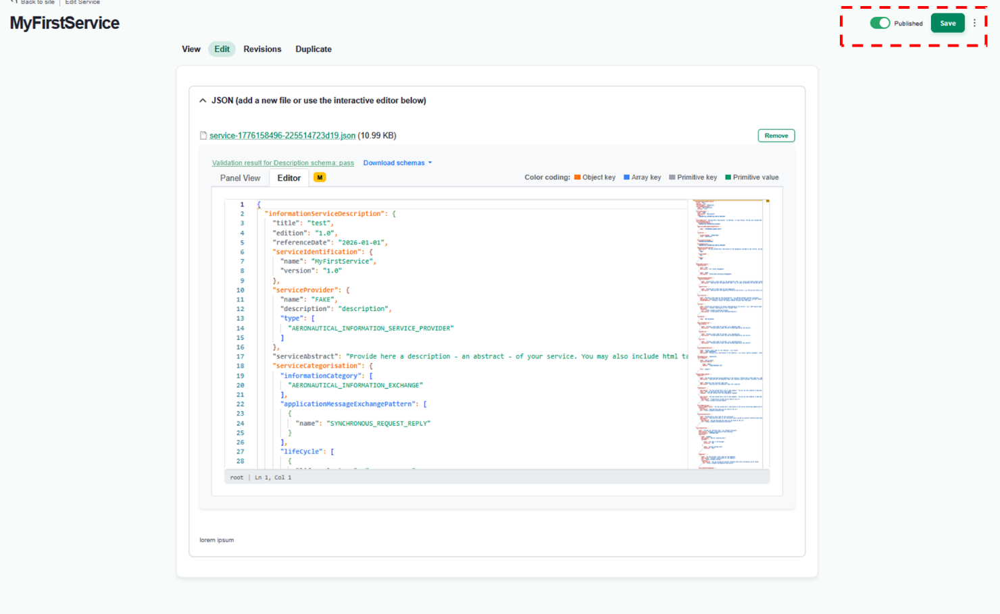 Back to site | Edit Service
MyFirstService
Published
Save
View
Edit
Revisions
Duplicate
JSON (add a new file or use the interactive editor below)
service-1776158496-225514723d19.json (10.99 KB)
Remove
Validation result for Description schema: pass
Download schemas
Panel View
Editor
M
Color coding: Object key Array key Primitive key Primitive value
1 {
2 "informationServiceDescription": {
3 "title": "test",
4 "edition": "1.0",
5 "referenceDate": "2026-01-01",
6 "serviceIdentification": {
7 "name": "MyFirstService",
8 "version": "1.0"
9 },
10 "serviceProvider": {
11 "name": "FAKE",
12 "description": "description",
13 "type": [
14 "AERONAUTICAL_INFORMATION_SERVICE_PROVIDER"
15 ]
16 },
17 "serviceAbstract": "Provide here a description - an abstract - of your service. You may also include html ta
18 "serviceCategorisation": {
19 "informationCategory": [
20 "AERONAUTICAL_INFORMATION_EXCHANGE"
21 ],
22 "applicationMessageExchangePattern": [
23 {
24 "name": "SYNCHRONOUS_REQUEST_REPLY"
25 }
26 ],
27 "lifeCycle": [
28 {
root | Ln 1, Col 1
lorem ipsum